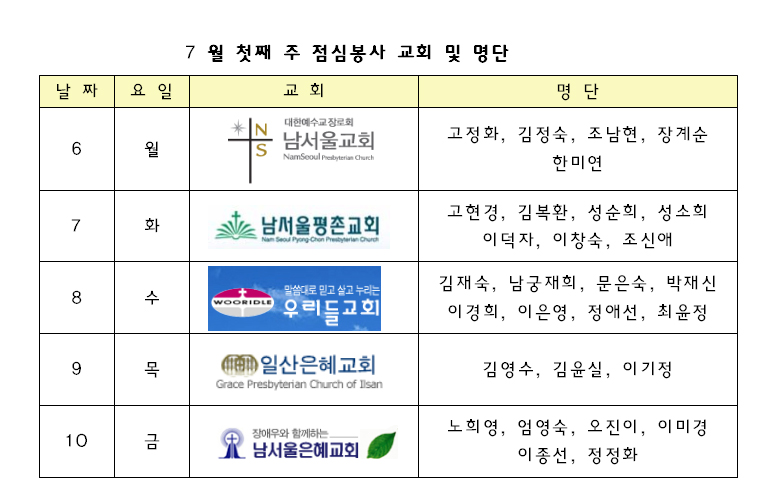 7 월 첫째 주 점심봉사 교회 및 명단
날 짜 요 일 교 회 명 단
6 월 대한예수교장로회 남서울교회 NamSeoul Presbyterian Church N S 고정화, 김정숙, 조남현, 장계순
한미연
7 화 남서울평촌교회 Nam Seoul Pyong-Chon Presbyterian Church 고현경, 김복환, 성순희, 성소희
이덕자, 이창숙, 조신애
8 수 WOORIDLE 말씀대로 믿고 살고 누리는 우리들교회 김재숙, 남궁재희, 문은숙, 박재신
이경희, 이은영, 정애선, 최윤정
9 목 일산은혜교회 Grace Presbyterian Church of Ilsan 김영수, 김윤실, 이기정
10 금 장애우와 함께하는 남서울은혜교회 노희영, 엄영숙, 오진이, 이미경
이종선, 정정화